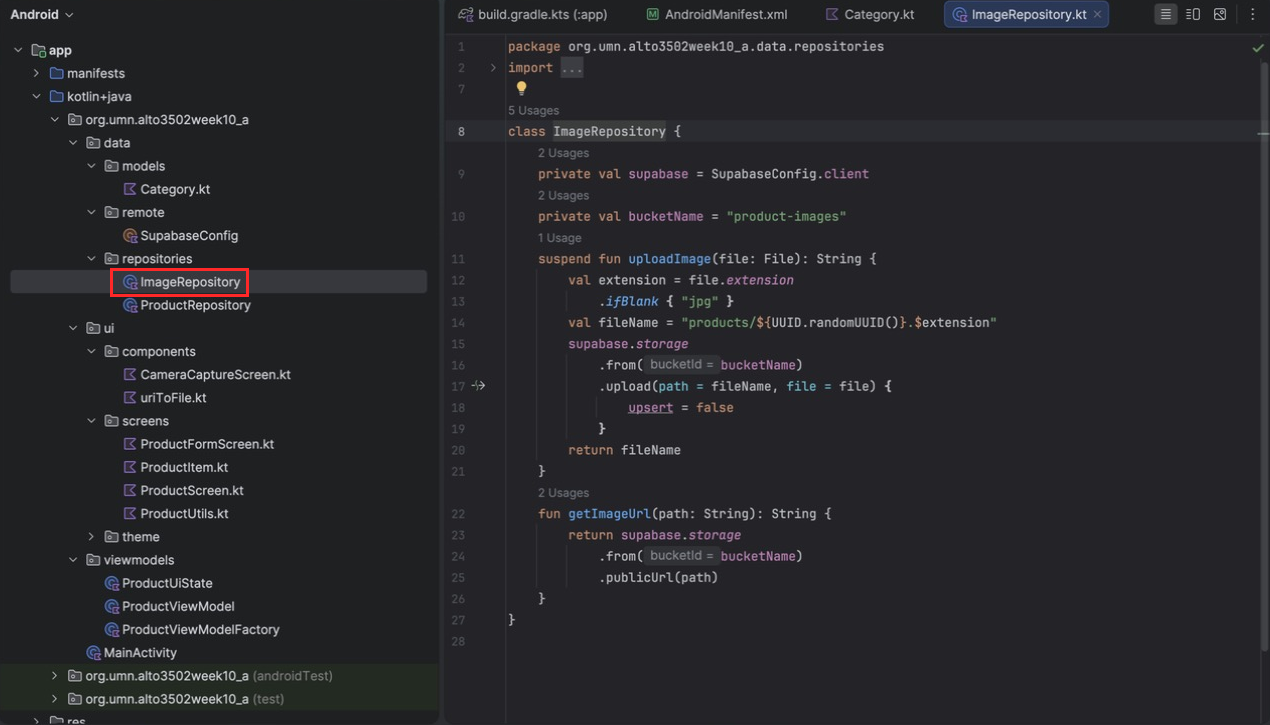 Android
app
manifests
kotlin+java
org.umn.alto3502week10_a
data
models
Category.kt
remote
SupabaseConfig
repositories
ImageRepository
ProductRepository
ui
components
CameraCaptureScreen.kt
uriToFile.kt
screens
ProductFormScreen.kt
ProductItem.kt
ProductScreen.kt
ProductUtils.kt
theme
viewmodels
ProductUiState
ProductViewModel
ProductViewModelFactory
MainActivity
org.umn.alto3502week10_a (androidTest)
org.umn.alto3502week10_a (test)
res
build.gradle.kts (:app) AndroidManifest.xml Category.kt ImageRepository.kt
1 package org.umn.alto3502week10_a.data.repositories
2 import ...
7
5 Usages
8 class ImageRepository {
2 Usages
9 private val supabase = SupabaseConfig.client
2 Usages
10 private val bucketName = "product-images"
1 Usage
11 suspend fun uploadImage(file: File): String {
12 val extension = file.extension
13 .ifBlank { "jpg" }
14 val fileName = "products/${UUID.randomUUID()}.$extension"
15 supabase.storage
16 .from( bucketId = bucketName)
17 .upload(path = fileName, file = file) {
18 upsert = false
19 }
20 return fileName
21 }
2 Usages
22 fun getImageUrl(path: String): String {
23 return supabase.storage
24 .from( bucketId = bucketName)
25 .publicUrl(path)
26 }
27 }
28